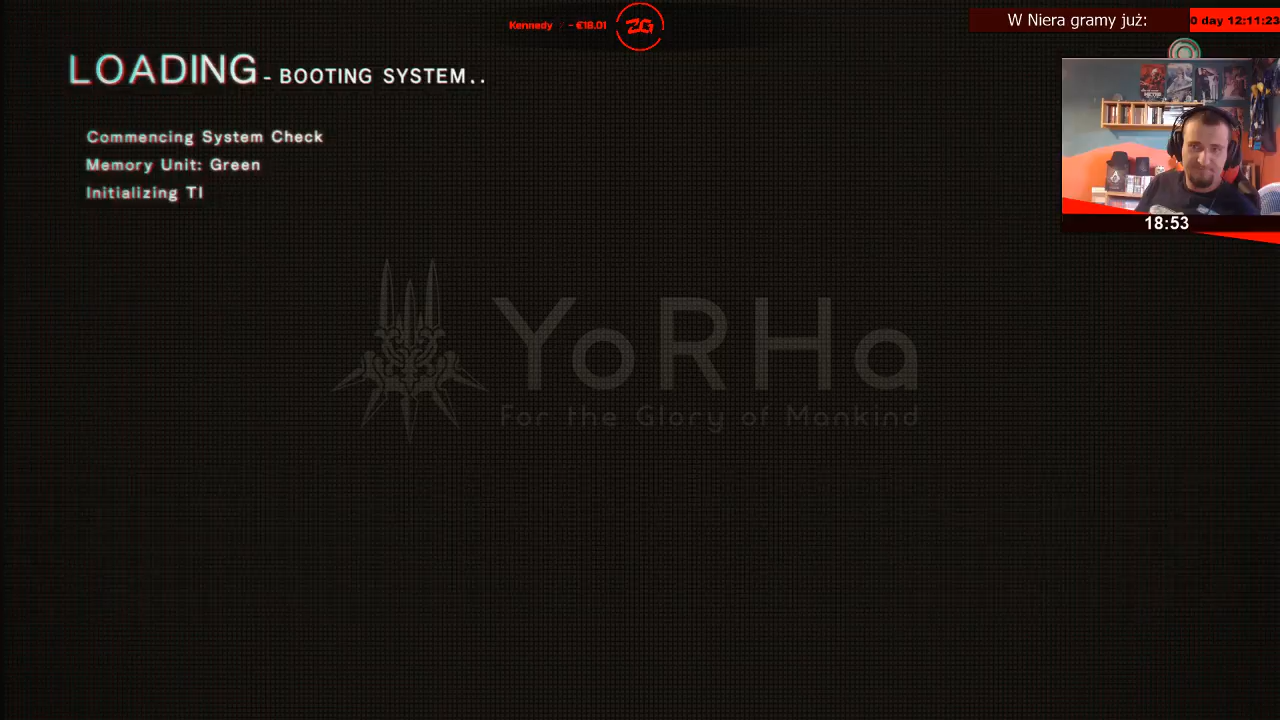 Kennedy - €18.01
ZG
W Niera gramy już:
0 day 12:11:23
LOADING - BOOTING SYSTEM..
Commencing System Check
Memory Unit: Green
Initializing TI
18:53
YoRHa
For the Glory of Mankind